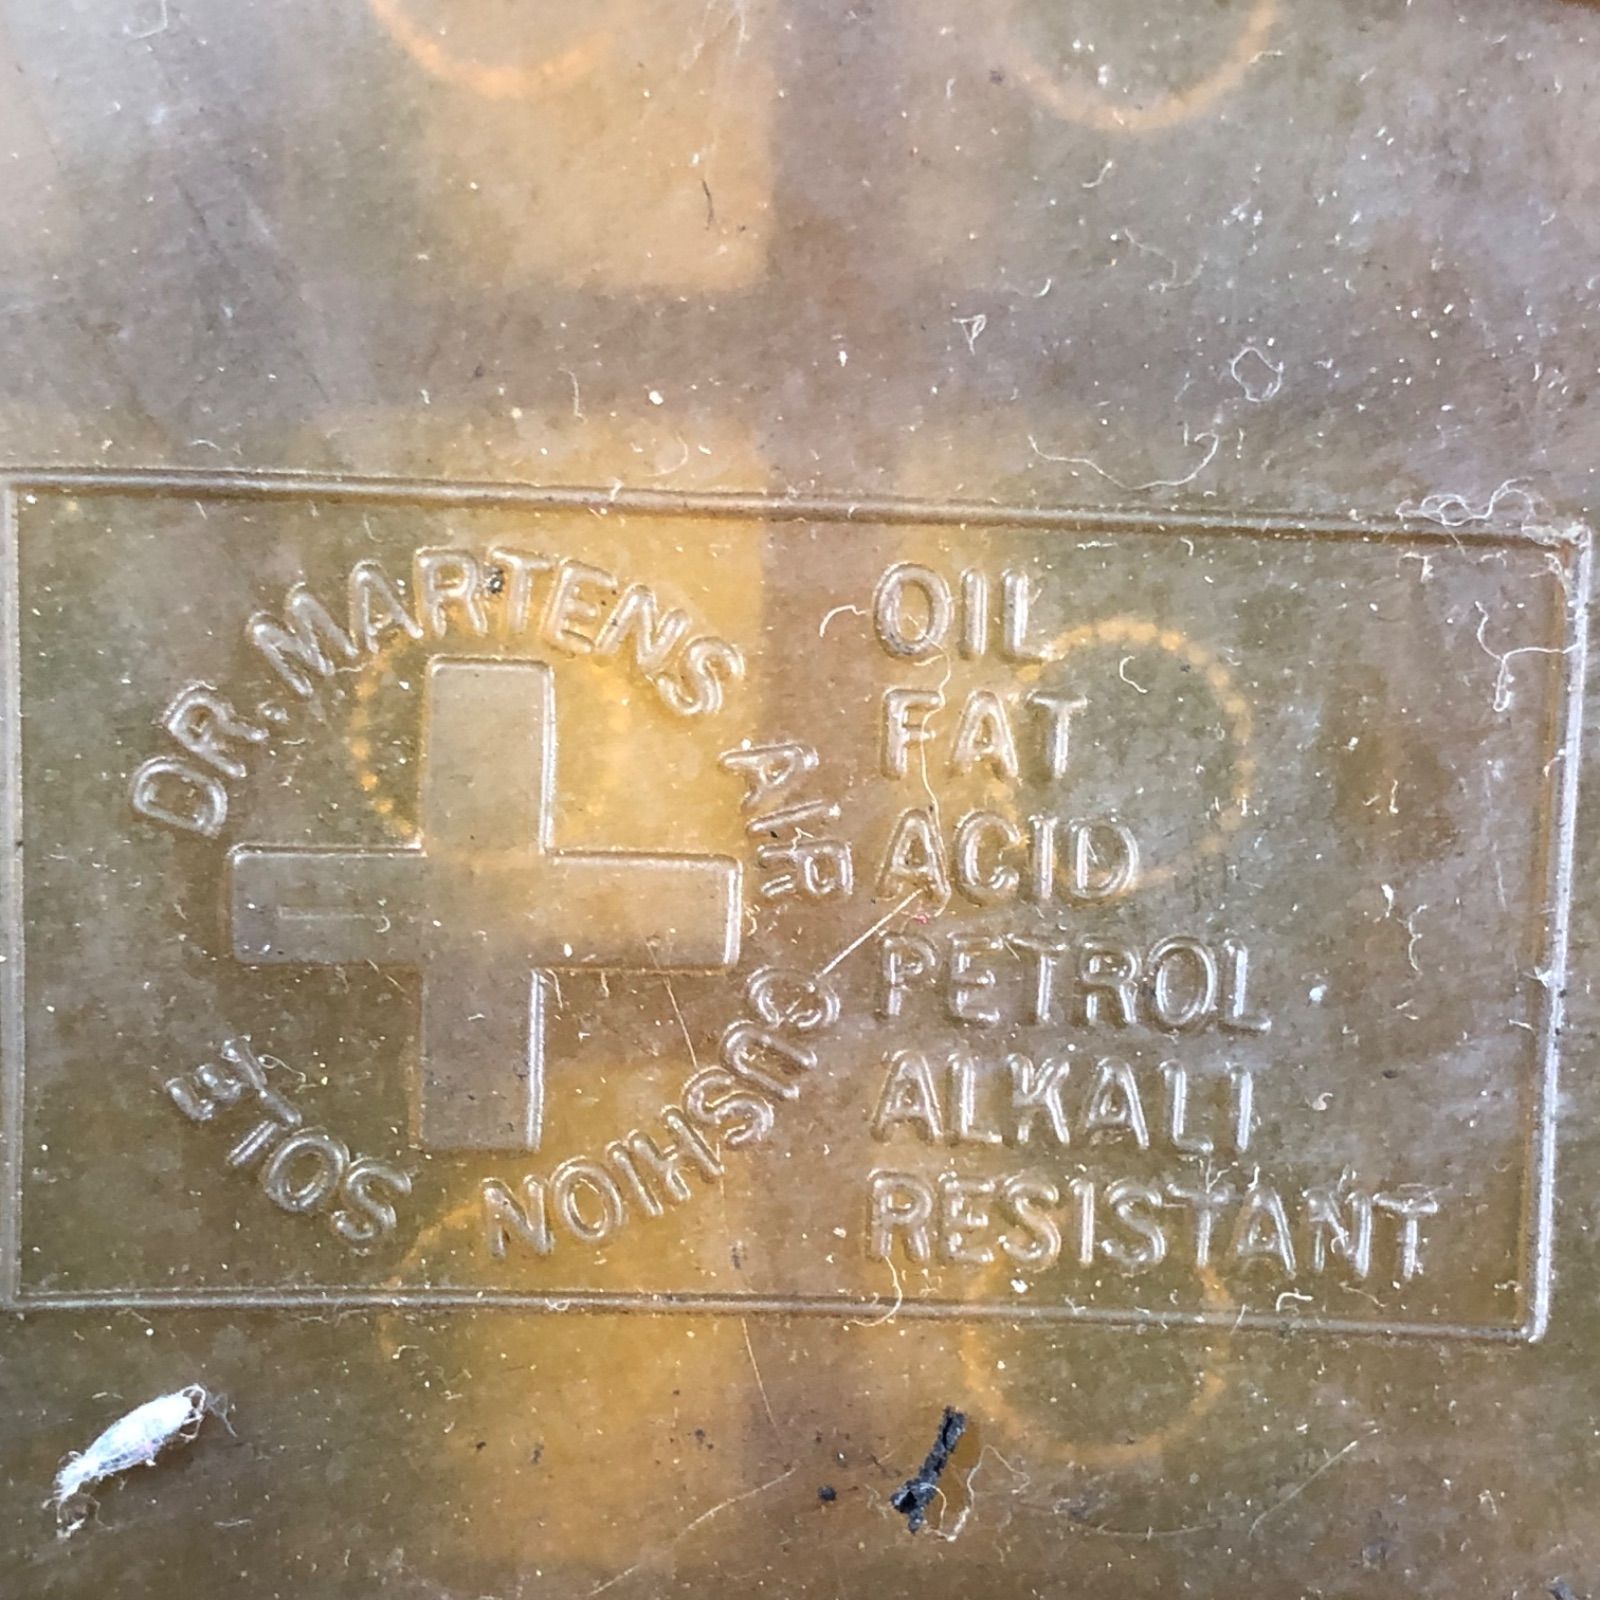 DR. MARTENS
AIR CUSHION SOLE
OIL
FAT
ACID
PETROL
ALKALI
RESISTANT